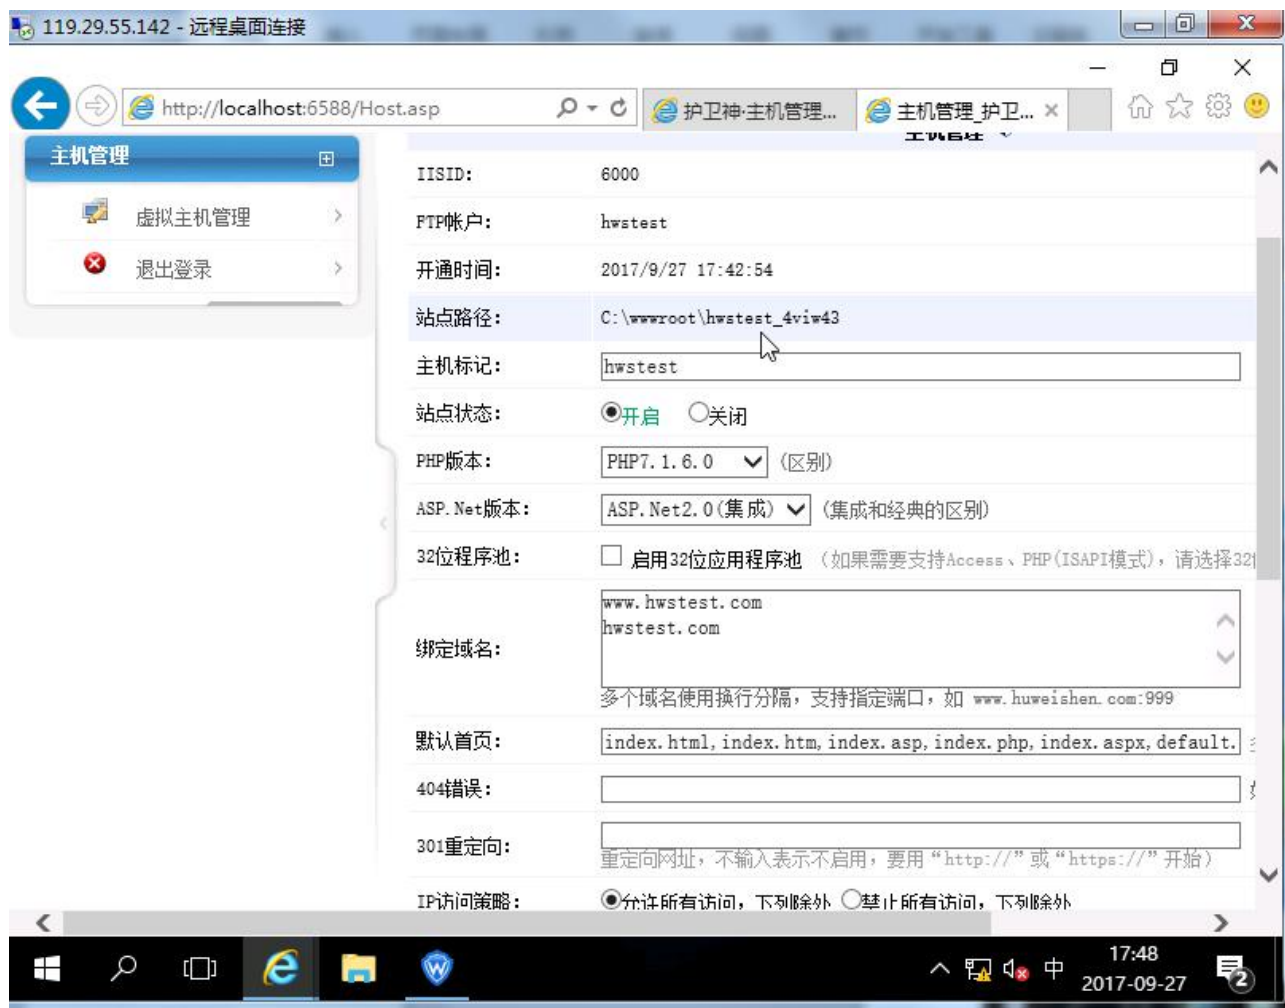 119.29.55.142 - 远程桌面连接
http://localhost:6588/Host.asp
护卫神·主机管理...
主机管理_护卫...
主机管理
虚拟主机管理
退出登录
主机管理
IISID: 6000
FTP帐户: hwstest
开通时间: 2017/9/27 17:42:54
站点路径: C:\wwwroot\hwstest_4viw43
主机标记: hwstest
站点状态: 开启 关闭
PHP版本: PHP7.1.6.0 (区别)
ASP.Net版本: ASP.Net2.0(集成) (集成和经典的区别)
32位程序池: 启用32位应用程序池 (如果需要支持Access、PHP(ISAPI模式)，请选择32
www.hwstest.com
hwstest.com
绑定域名:
多个域名使用换行分隔，支持指定端口，如 www.huweishen.com:999
默认首页: index.html,index.htm,index.asp,index.php,index.aspx,default.
404错误:
301重定向:
重定向网址，不输入表示不启用，要用“http://”或“https://”开始)
IP访问策略: 允许所有访问，下列除外 禁止所有访问，下列除外
中
17:48
2017-09-27
2